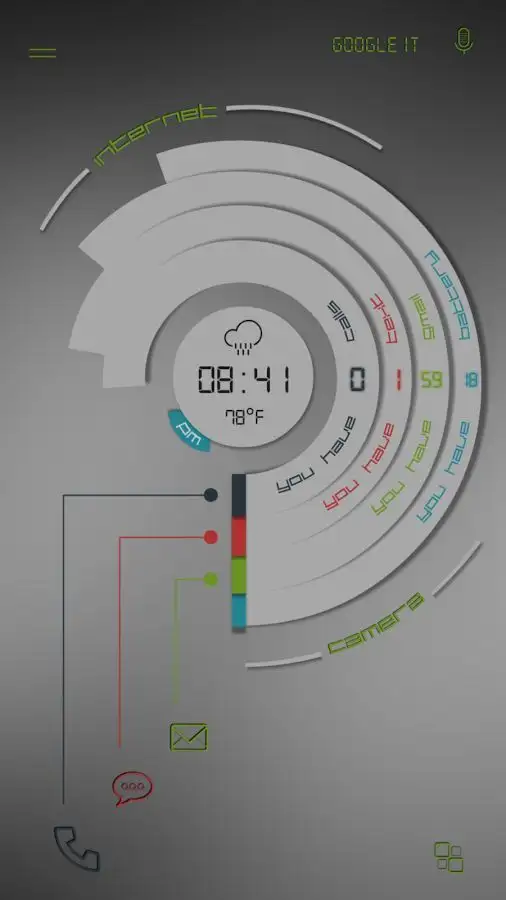 GOOGLE IT
internet
08:41
78°F
pm
you have 0 calls
you have 1 text
you have 59 gmail
you have 18 battery
camera